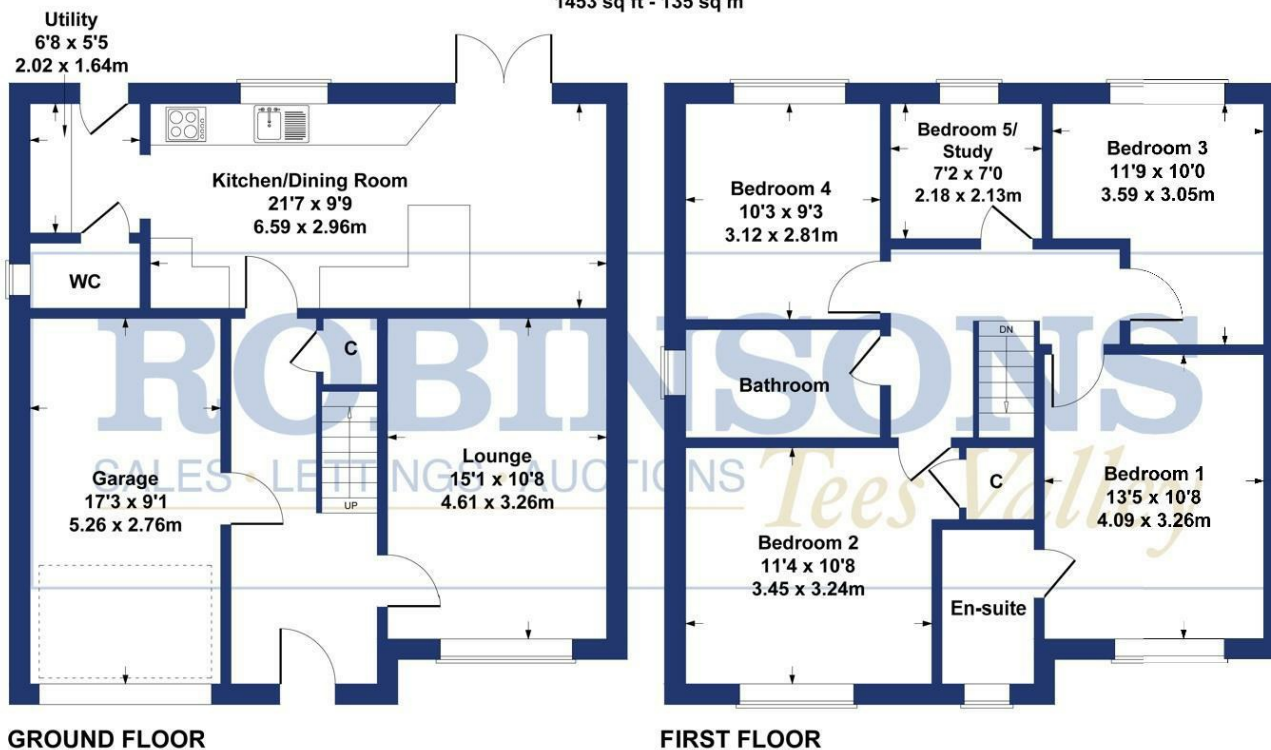 1453 sq ft - 135 sq m
Utility
6'8 x 5'5
2.02 x 1.64m
Kitchen/Dining Room
21'7 x 9'9
6.59 x 2.96m
WC
C
Garage
17'3 x 9'1
5.26 x 2.76m
UP
Lounge
15'1 x 10'8
4.61 x 3.26m
GROUND FLOOR
Bedroom 4
10'3 x 9'3
3.12 x 2.81m
Bedroom 5/
Study
7'2 x 7'0
2.18 x 2.13m
Bedroom 3
11'9 x 10'0
3.59 x 3.05m
DN
Bathroom
Bedroom 2
11'4 x 10'8
3.45 x 3.24m
C
En-suite
Bedroom 1
13'5 x 10'8
4.09 x 3.26m
FIRST FLOOR
ROBINSONS
SALES • LETTINGS • AUCTIONS
Tees Valley